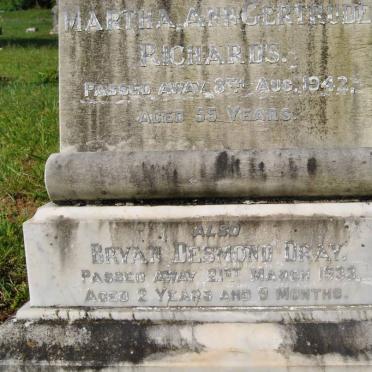 MARTHA ANN GERTRUDE
RICHARDS.
PASSED AWAY 8TH AUG. 1942,
AGED 55 YEARS.
ALSO
BRYAN DESMOND DRAY.
PASSED AWAY 21ST MARCH 1933,
AGED 2 YEARS AND 9 MONTHS.